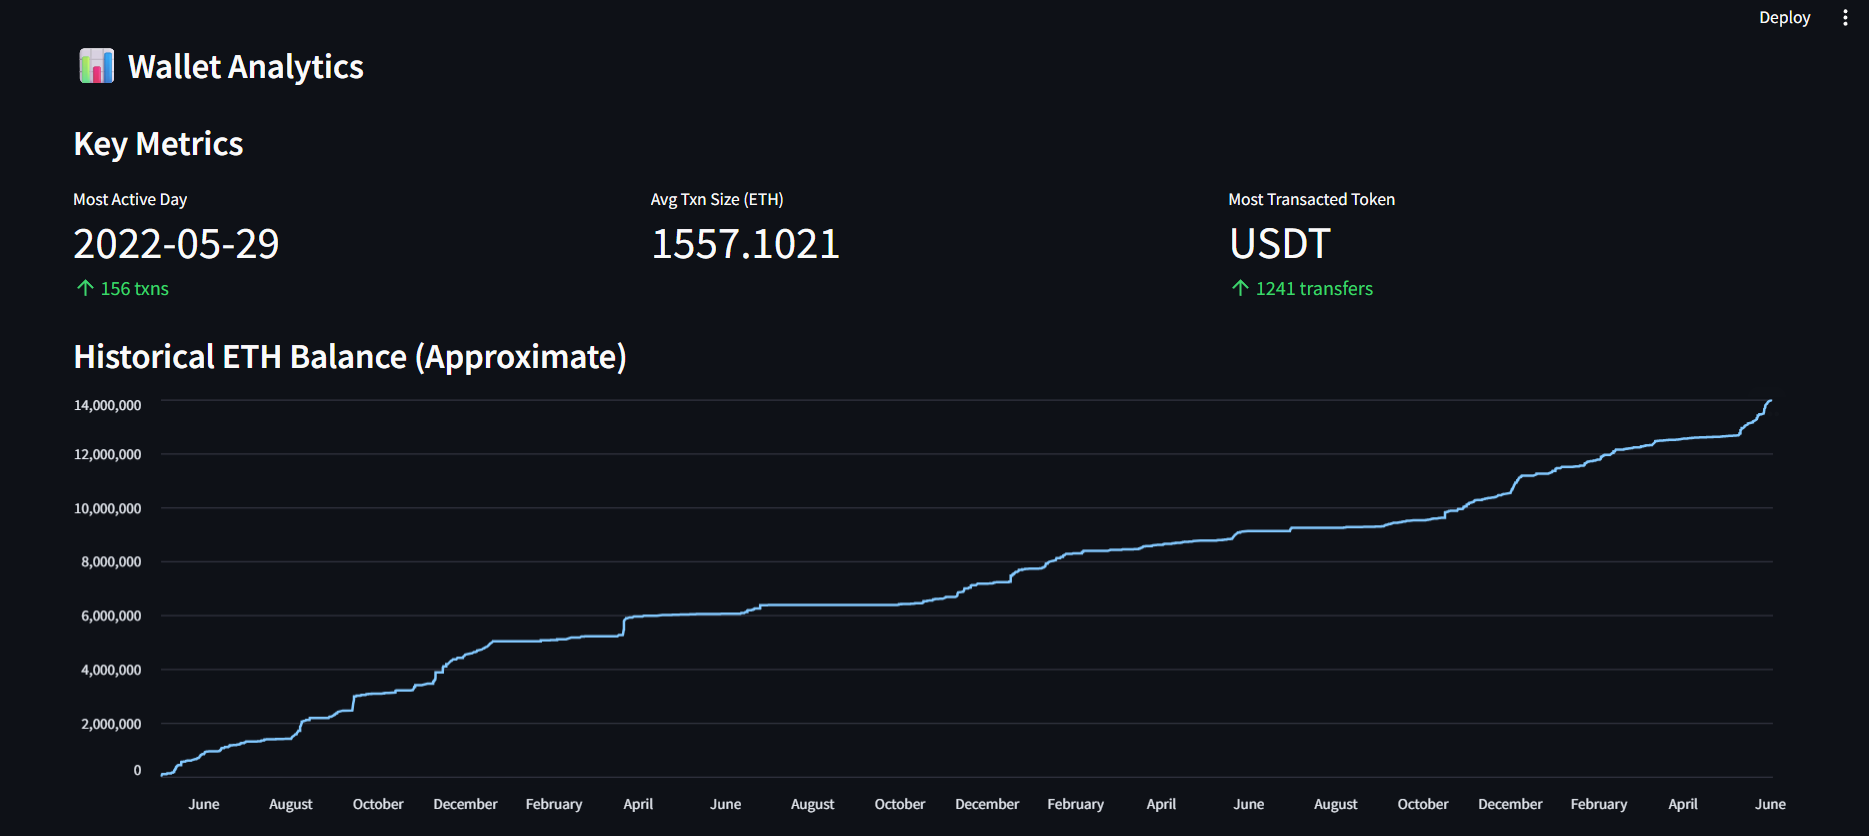 Deploy
Wallet Analytics
Key Metrics
Most Active Day
2022-05-29
↑ 156 txns
Avg Txn Size (ETH)
1557.1021
Most Transacted Token
USDT
↑ 1241 transfers
Historical ETH Balance (Approximate)
14,000,000
12,000,000
10,000,000
8,000,000
6,000,000
4,000,000
2,000,000
0
June August October December February April June August October December February April June August October December February April June